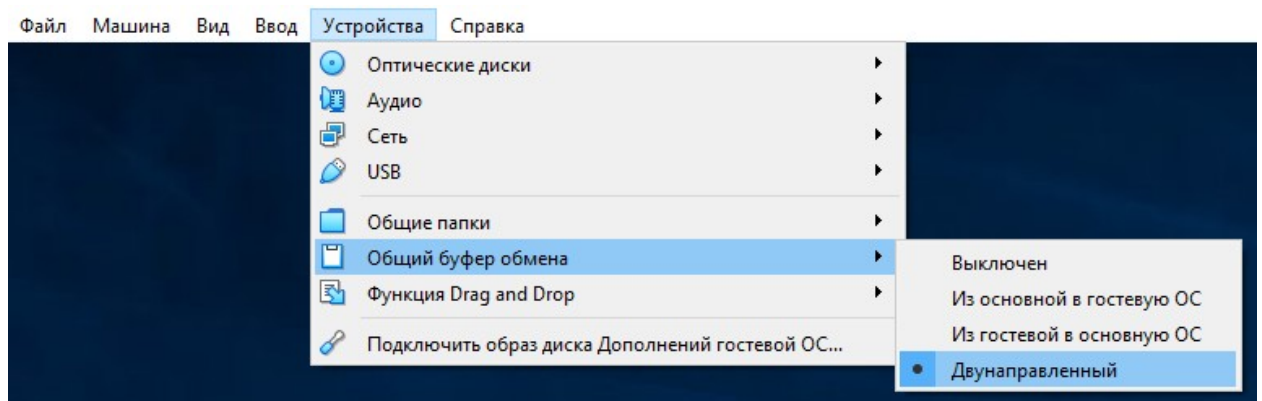 Файл Машина Вид Ввод Устройства Справка
Оптические диски
Аудио
Сеть
USB
Общие папки
Общий буфер обмена
Функция Drag and Drop
Подключить образ диска Дополнений гостевой ОС...
Выключен
Из основной в гостевую ОС
Из гостевой в основную ОС
Двунаправленный